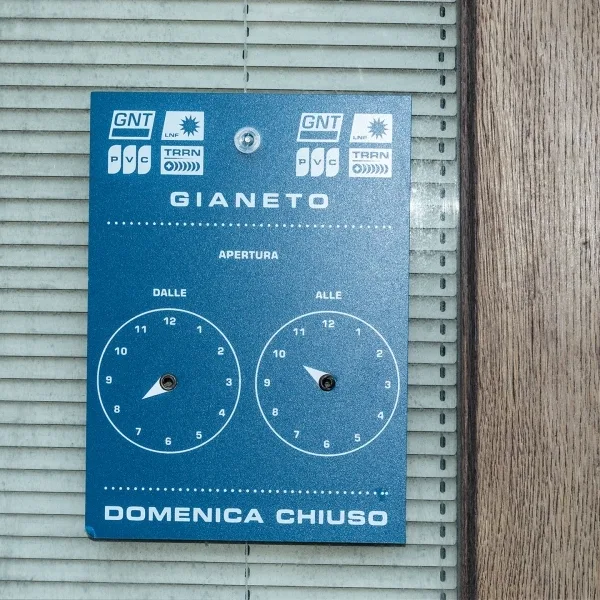 GNT LNF GNT LNF
PVC TRRN PVC TRRN
GIANETO
APERTURA
DALLE ALLE
12 1 2 3 4 5 6 7 8 9 10 11
12 1 2 3 4 5 6 7 8 9 10 11
DOMENICA CHIUSO